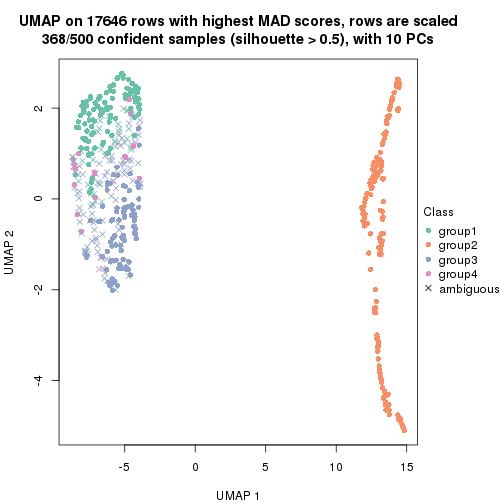 UMAP on 17646 rows with highest MAD scores, rows are scaled
368/500 confident samples (silhouette > 0.5), with 10 PCs
UMAP 2
2
0
-2
-4
-5
0
5
10
15
UMAP 1
Class
group1
group2
group3
group4
ambiguous